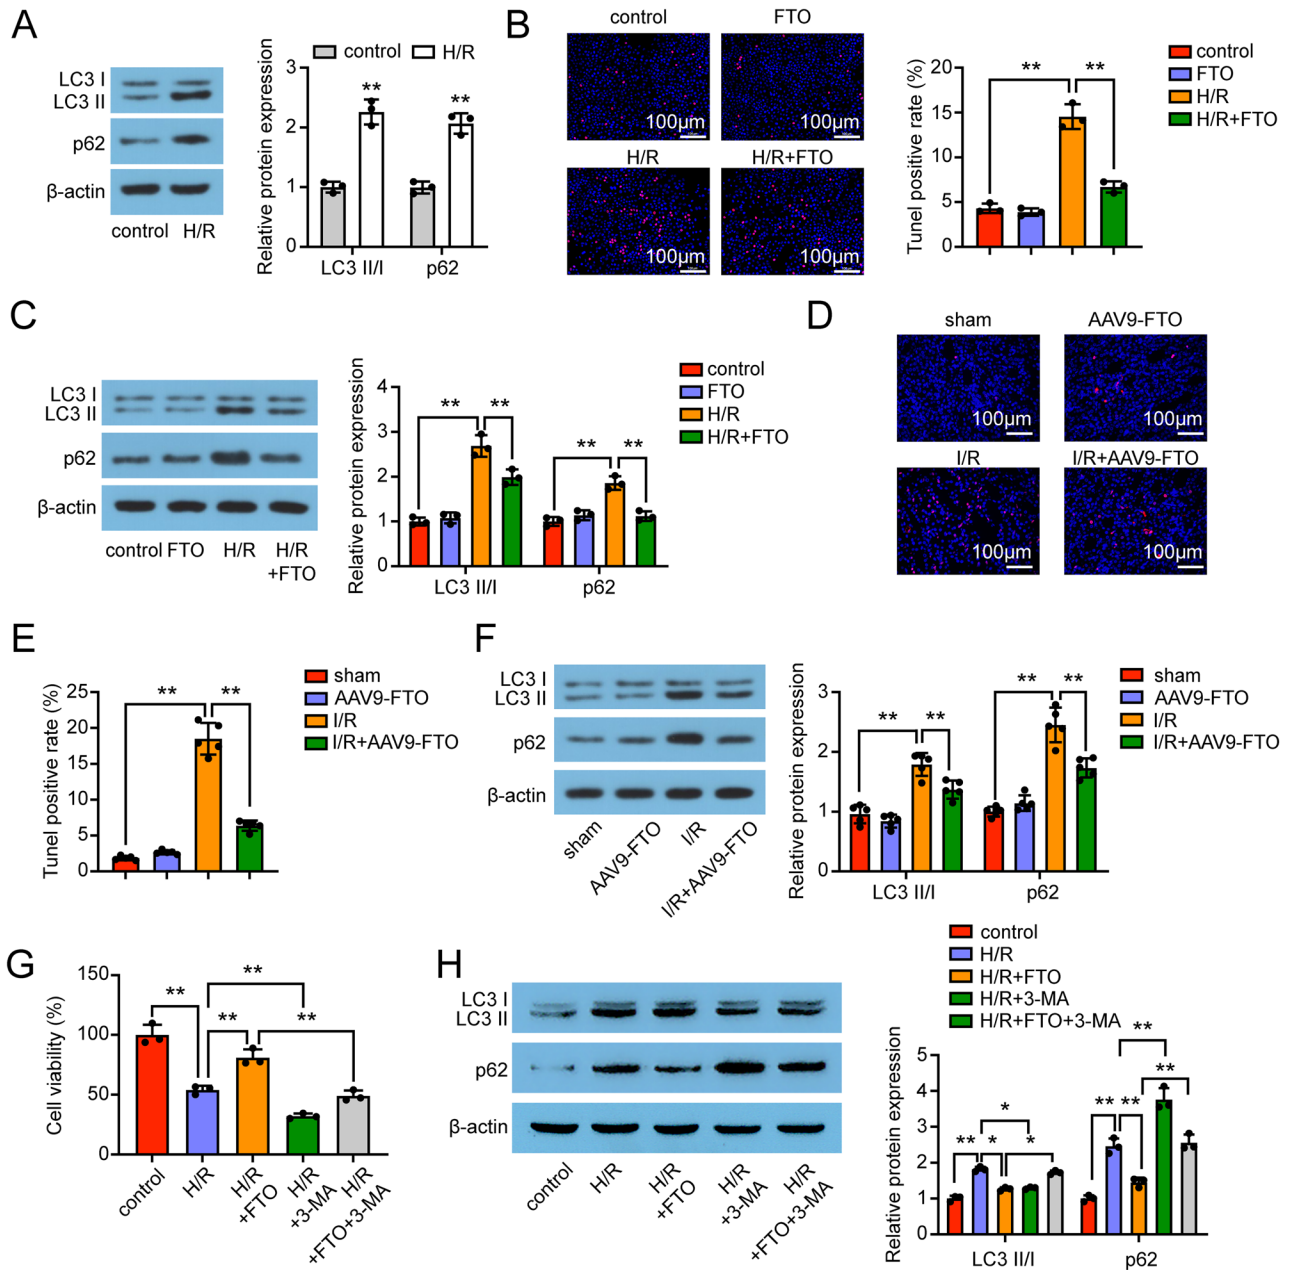 A
LC3 I
LC3 II
p62
β-actin
control H/R
control H/R
Relative protein expression
3
2
1
0
** **
LC3 II/I p62
B
control FTO
100μm 100μm
H/R H/R+FTO
100μm 100μm
Tunel positive rate (%)
20
15
10
5
0
** **
control
FTO
H/R
H/R+FTO
C
LC3 I
LC3 II
p62
β-actin
control FTO H/R H/R
+FTO
Relative protein expression
4
3
2
1
0
** ** ** **
LC3 II/I p62
control
FTO
H/R
H/R+FTO
D
sham AAV9-FTO
100μm 100μm
I/R I/R+AAV9-FTO
100μm 100μm
E
Tunel positive rate (%)
25
20
15
10
5
0
** **
sham
AAV9-FTO
I/R
I/R+AAV9-FTO
F
LC3 I
LC3 II
p62
β-actin
sham AAV9-FTO I/R I/R+AAV9-FTO
Relative protein expression
3
2
1
0
** ** ** **
LC3 II/I p62
sham
AAV9-FTO
I/R
I/R+AAV9-FTO
G
Cell viability (%)
150
100
50
0
** ** ** **
control
H/R
H/R
+FTO
H/R
+3-MA
H/R
+FTO+3-MA
H
LC3 I
LC3 II
p62
β-actin
control
H/R
H/R
+FTO
H/R
+3-MA
H/R
+FTO+3-MA
control
H/R
H/R+FTO
H/R+3-MA
H/R+FTO+3-MA
Relative protein expression
5
4
3
2
1
0
** * * * ** ** ** **
LC3 II/I p62